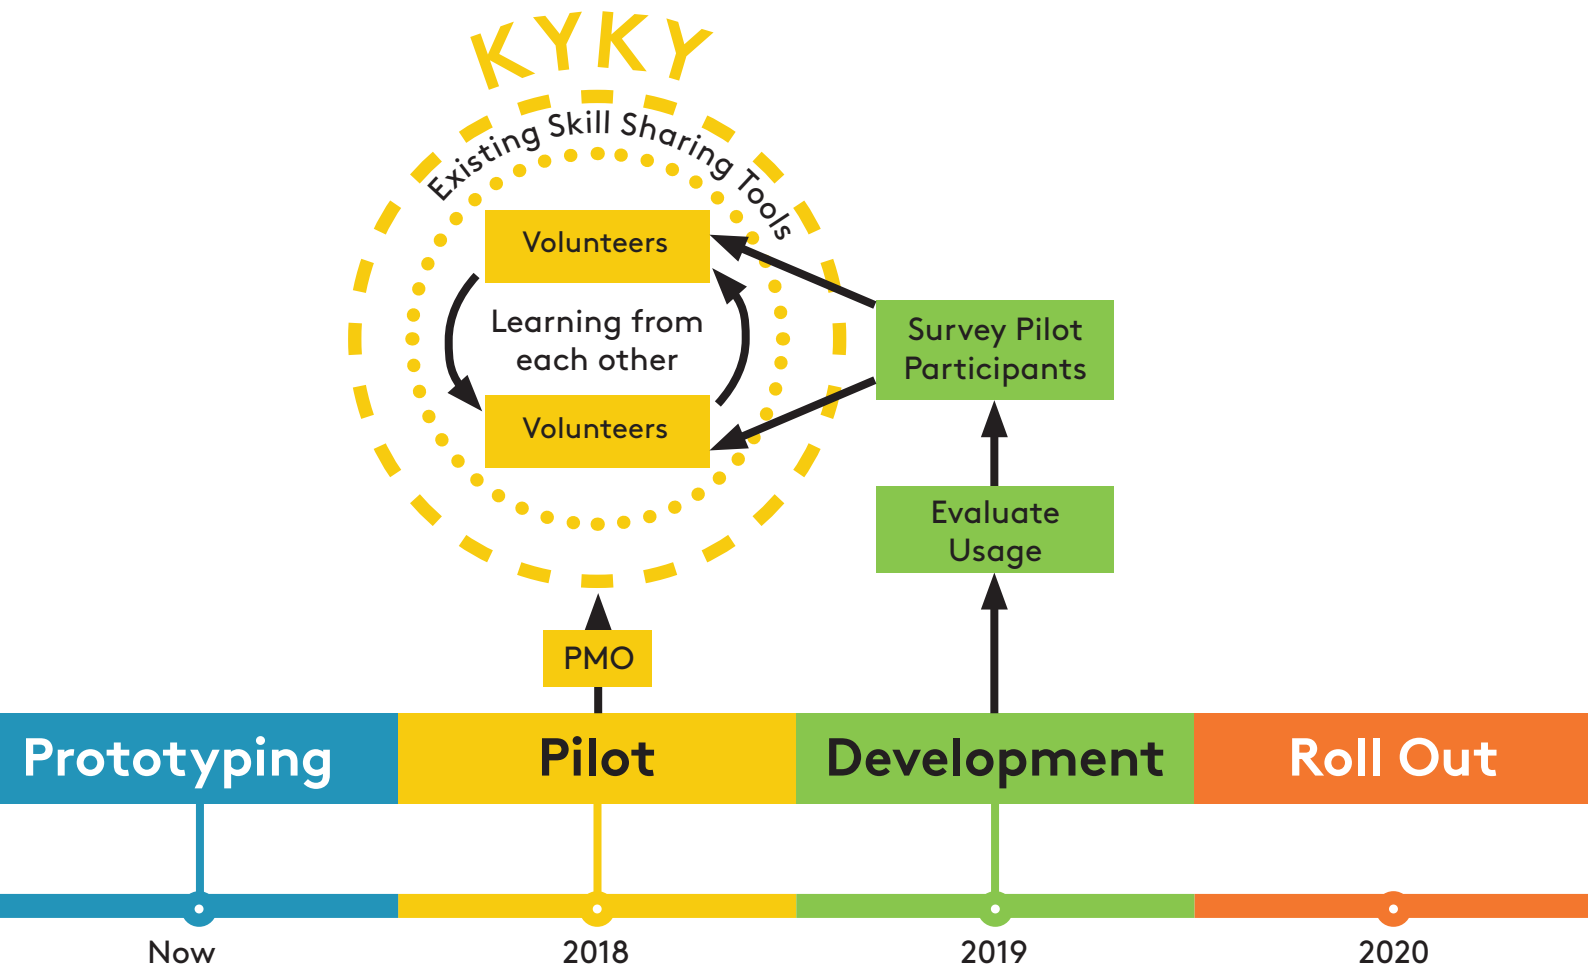 KYKY
Existing Skill Sharing Tools
Volunteers
Learning from
each other
Volunteers
Survey Pilot
Participants
Evaluate
Usage
PMO
Prototyping
Pilot
Development
Roll Out
Now
2018
2019
2020